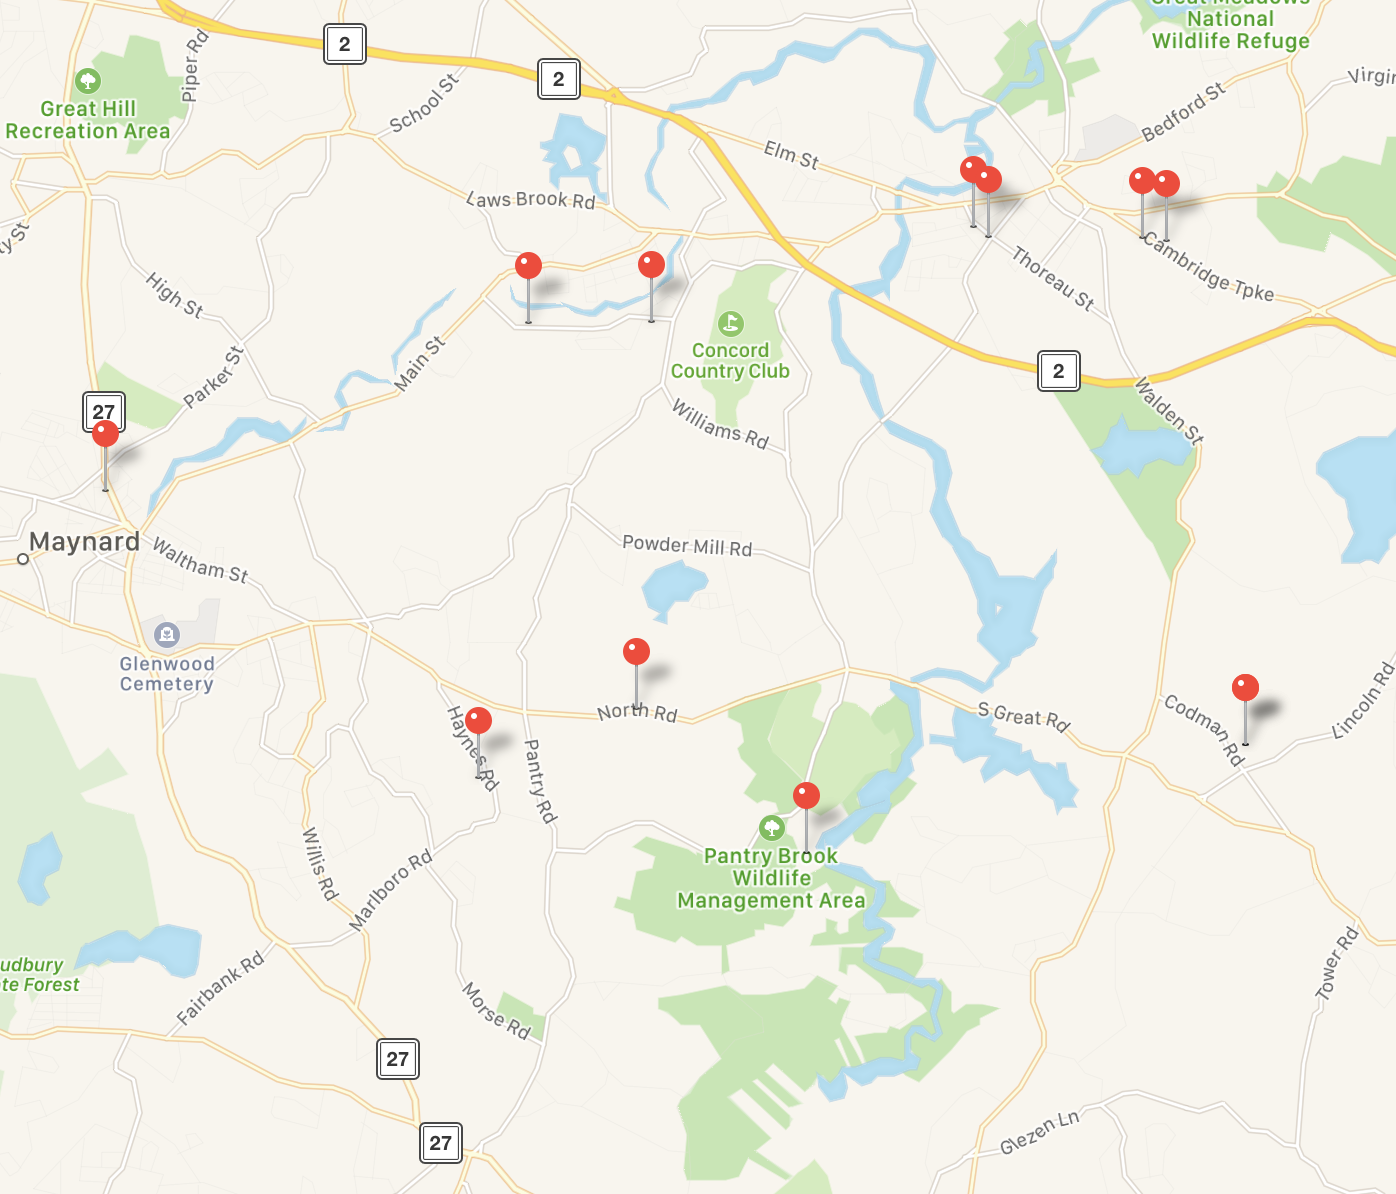 Great Meadows
National
Wildlife Refuge
2
2
Piper Rd
School St
Great Hill
Recreation Area
Virgin
Bedford St
Elm St
Laws Brook Rd
ty St
High St
Thoreau St
Cambridge Tpke
Concord
Country Club
Main St
Parker St
2
27
Walden St
Williams Rd
Maynard
Waltham St
Powder Mill Rd
Glenwood
Cemetery
North Rd
S Great Rd
Codman Rd
Lincoln Rd
Haynes Rd
Pantry Rd
Willis Rd
Marlboro Rd
Pantry Brook
Wildlife
Management Area
udbury
te Forest
Fairbank Rd
Morse Rd
Tower Rd
27
27
Glezen Ln